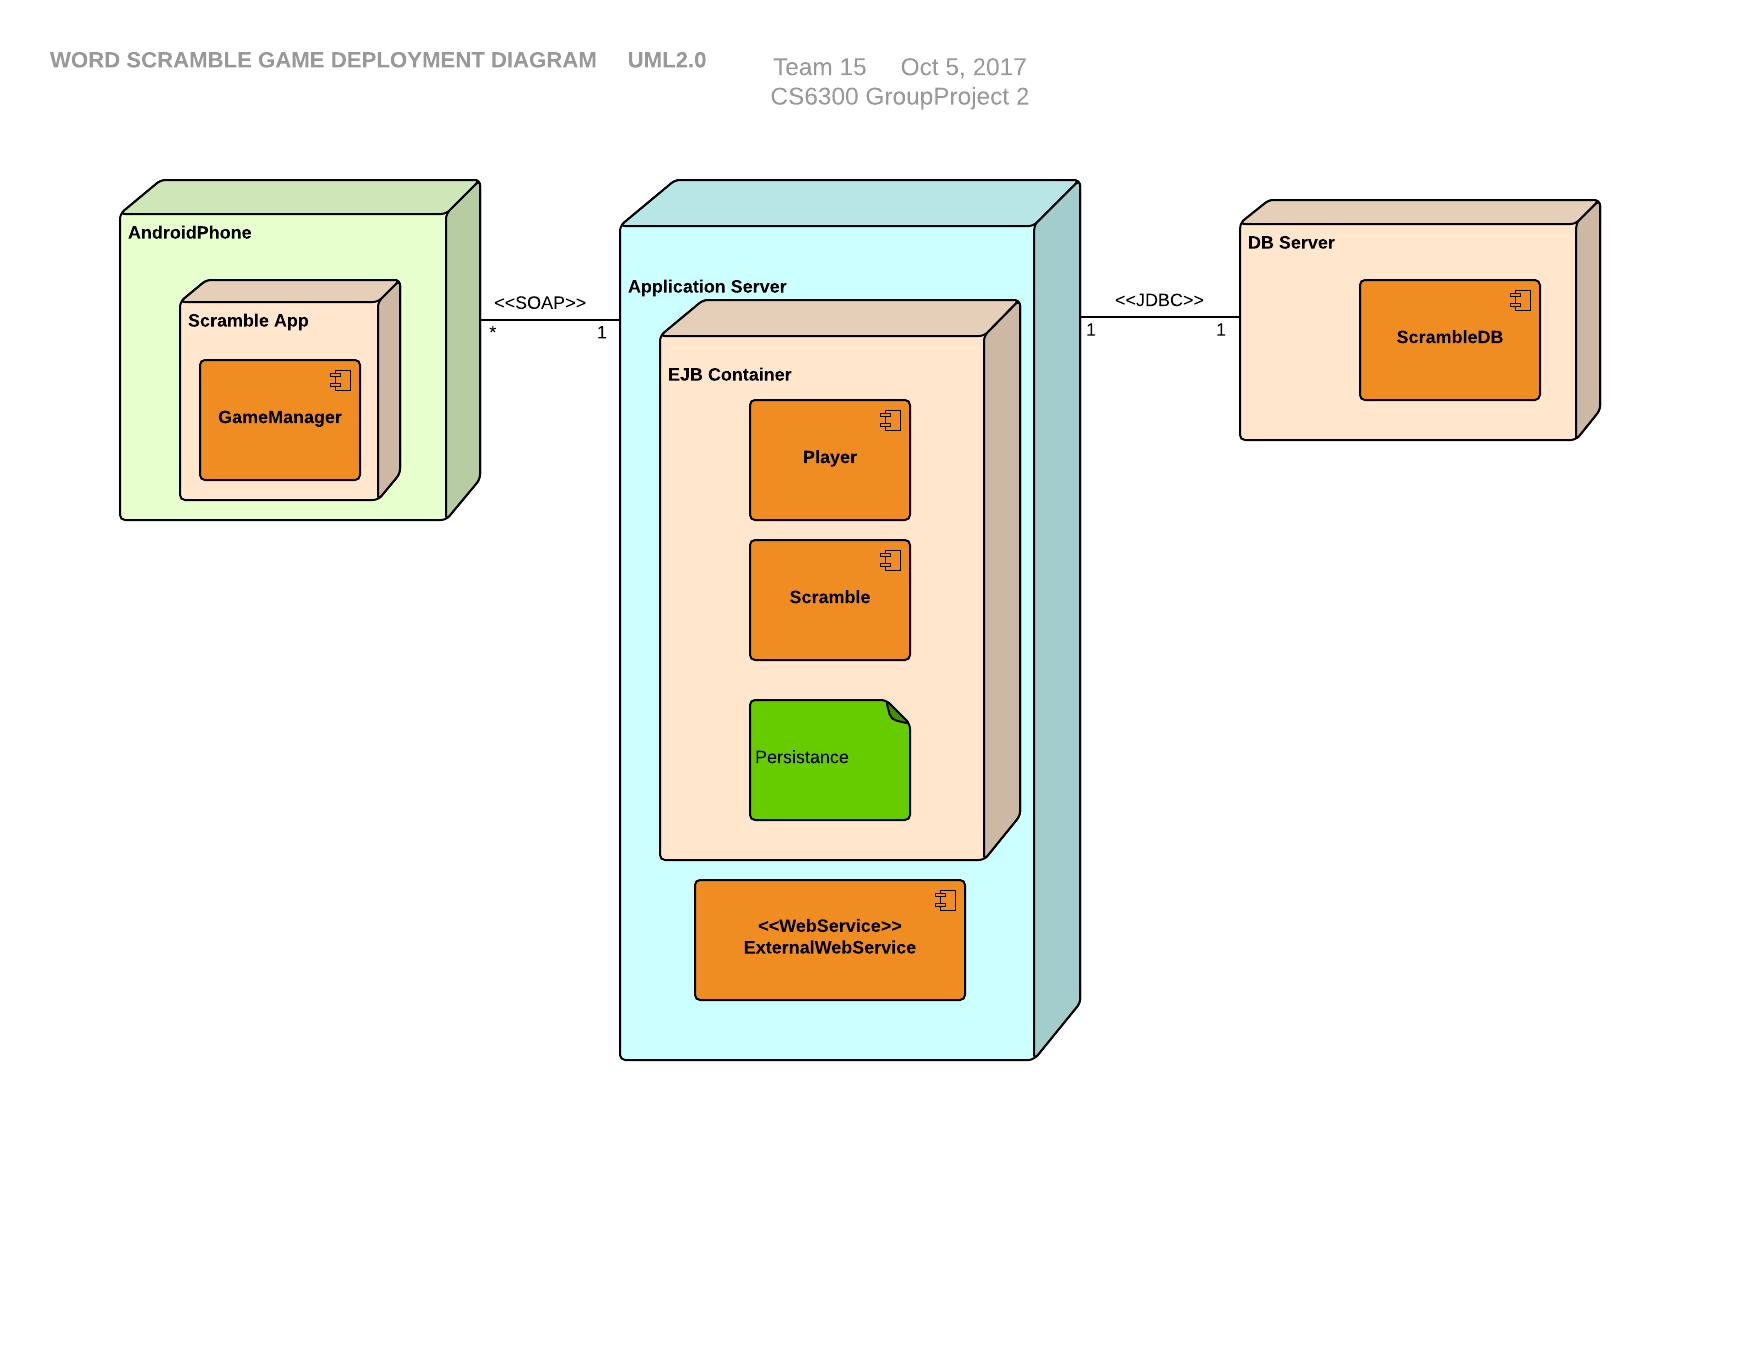 WORD SCRAMBLE GAME DEPLOYMENT DIAGRAM UML2.0
Team 15 Oct 5, 2017
CS6300 GroupProject 2
AndroidPhone
Scramble App
GameManager
<<SOAP>>
* 1
Application Server
EJB Container
Player
Scramble
Persistance
<<WebService>>
ExternalWebService
<<JDBC>>
1 1
DB Server
ScrambleDB